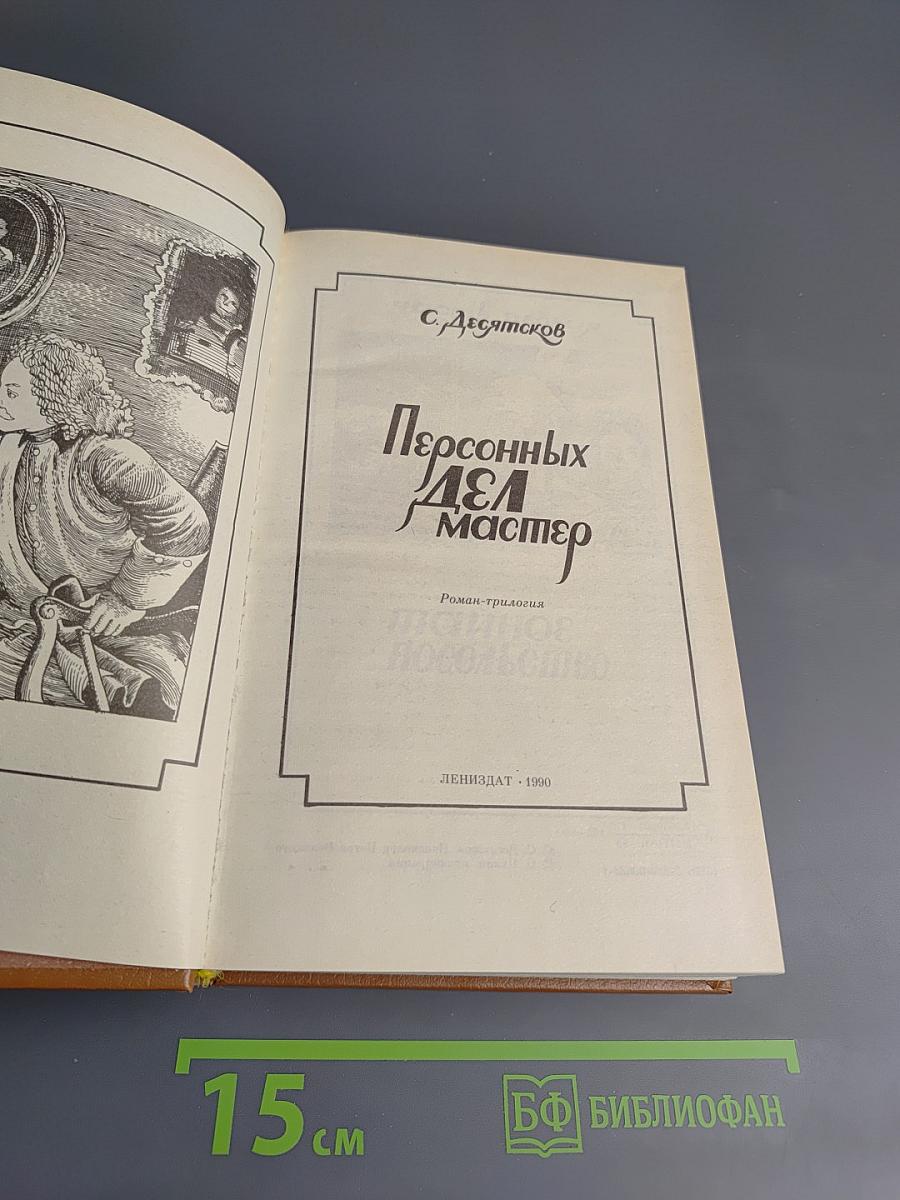 С. Десятсков
Персонных
дел
мастер
Роман-трилогия
ЛЕНИЗДАТ · 1990
15 см
БФ БИБЛИОФАН